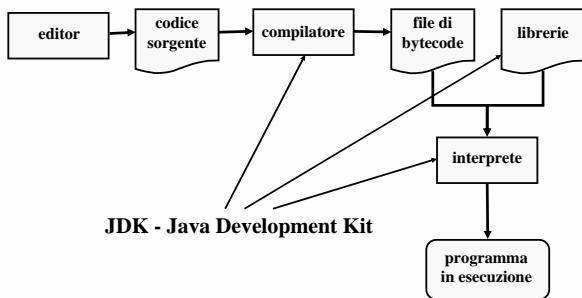 editor
codice
sorgente
compilatore
file di
bytecode
librerie
interprete
JDK - Java Development Kit
programma
in esecuzione